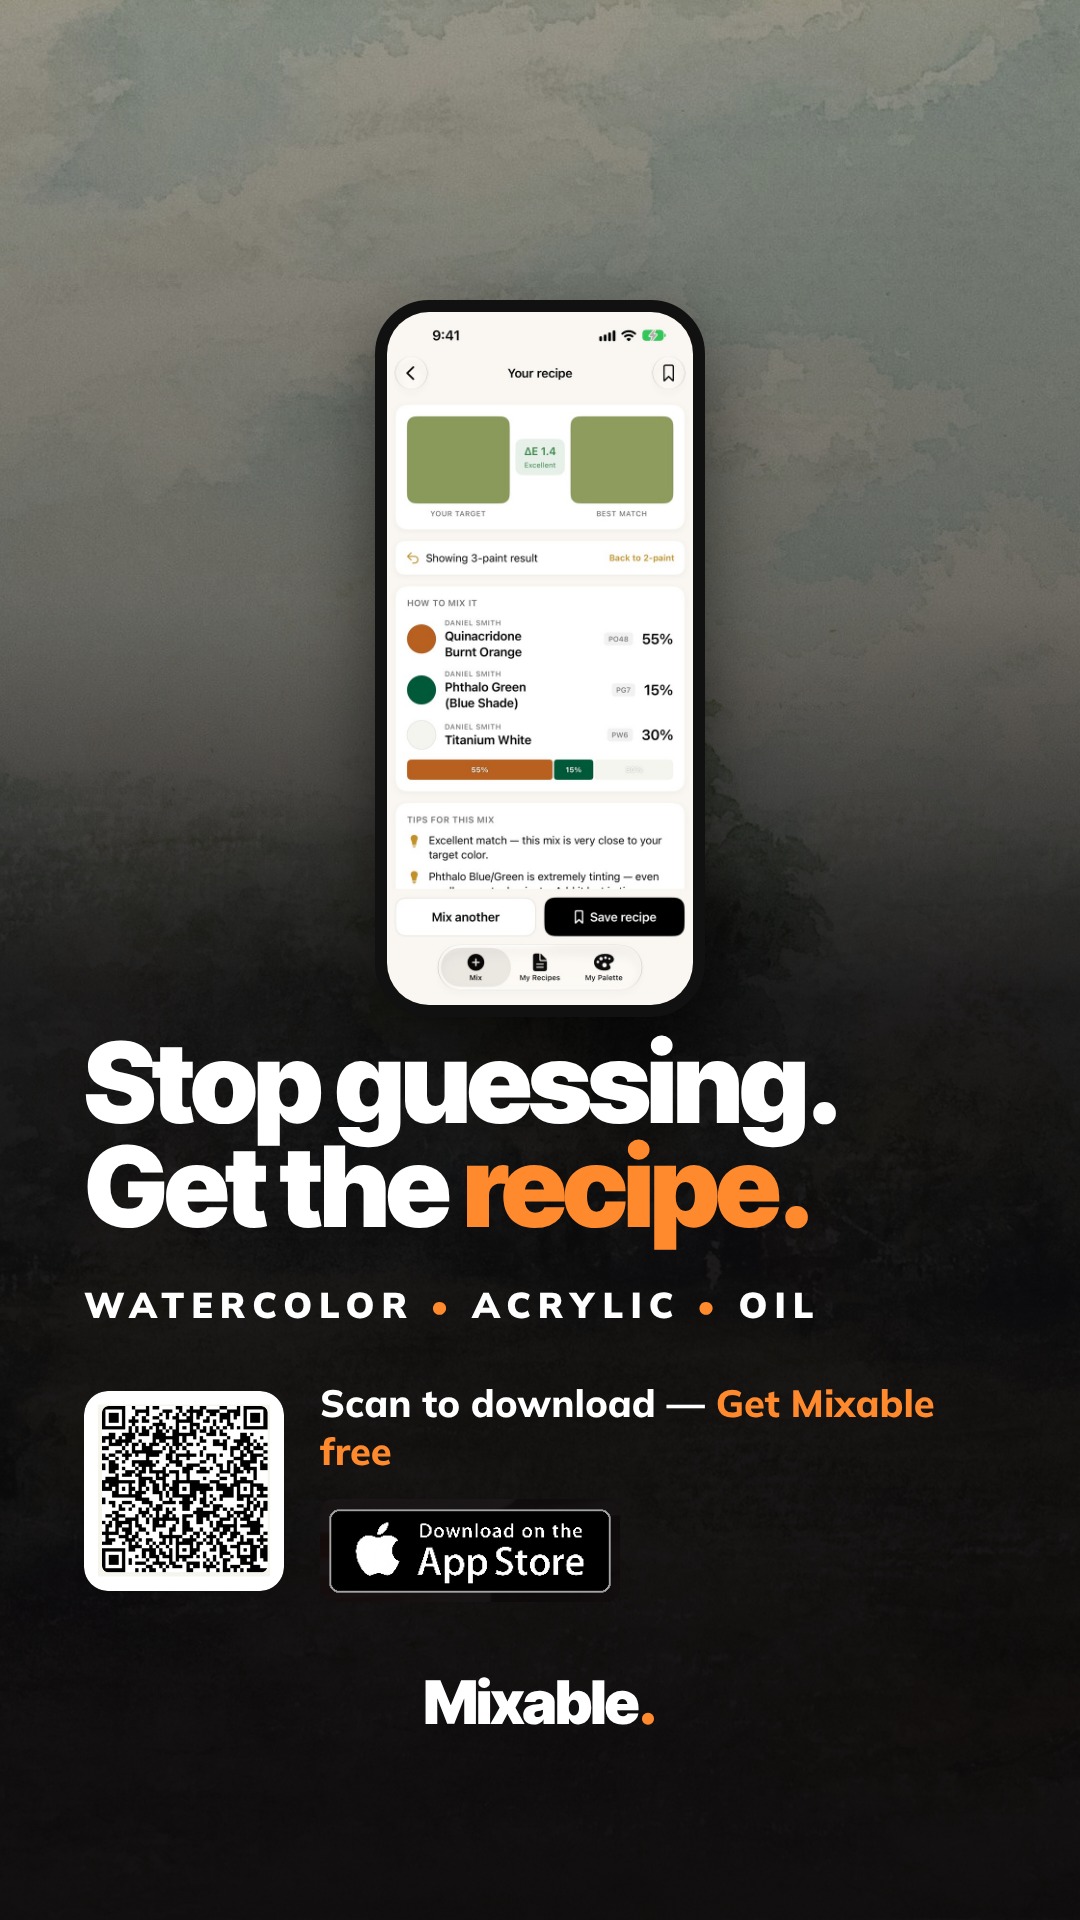 9:41
Your recipe
ΔE 1.4
Excellent
YOUR TARGET
BEST MATCH
Showing 3-paint result
Back to 2-paint
HOW TO MIX IT
DANIEL SMITH
Quinacridone
Burnt Orange
PO48
55%
DANIEL SMITH
Phthalo Green
(Blue Shade)
PG7
15%
DANIEL SMITH
Titanium White
PW6
30%
55%
15%
TIPS FOR THIS MIX
Excellent match — this mix is very close to your
target color.
Phthalo Blue/Green is extremely tinting — even
Mix another
Save recipe
Mix
My Recipes
My Palette
Stop guessing.
Get the recipe.
WATERCOLOR • ACRYLIC • OIL
Scan to download — Get Mixable
free
Download on the
App Store
Mixable.